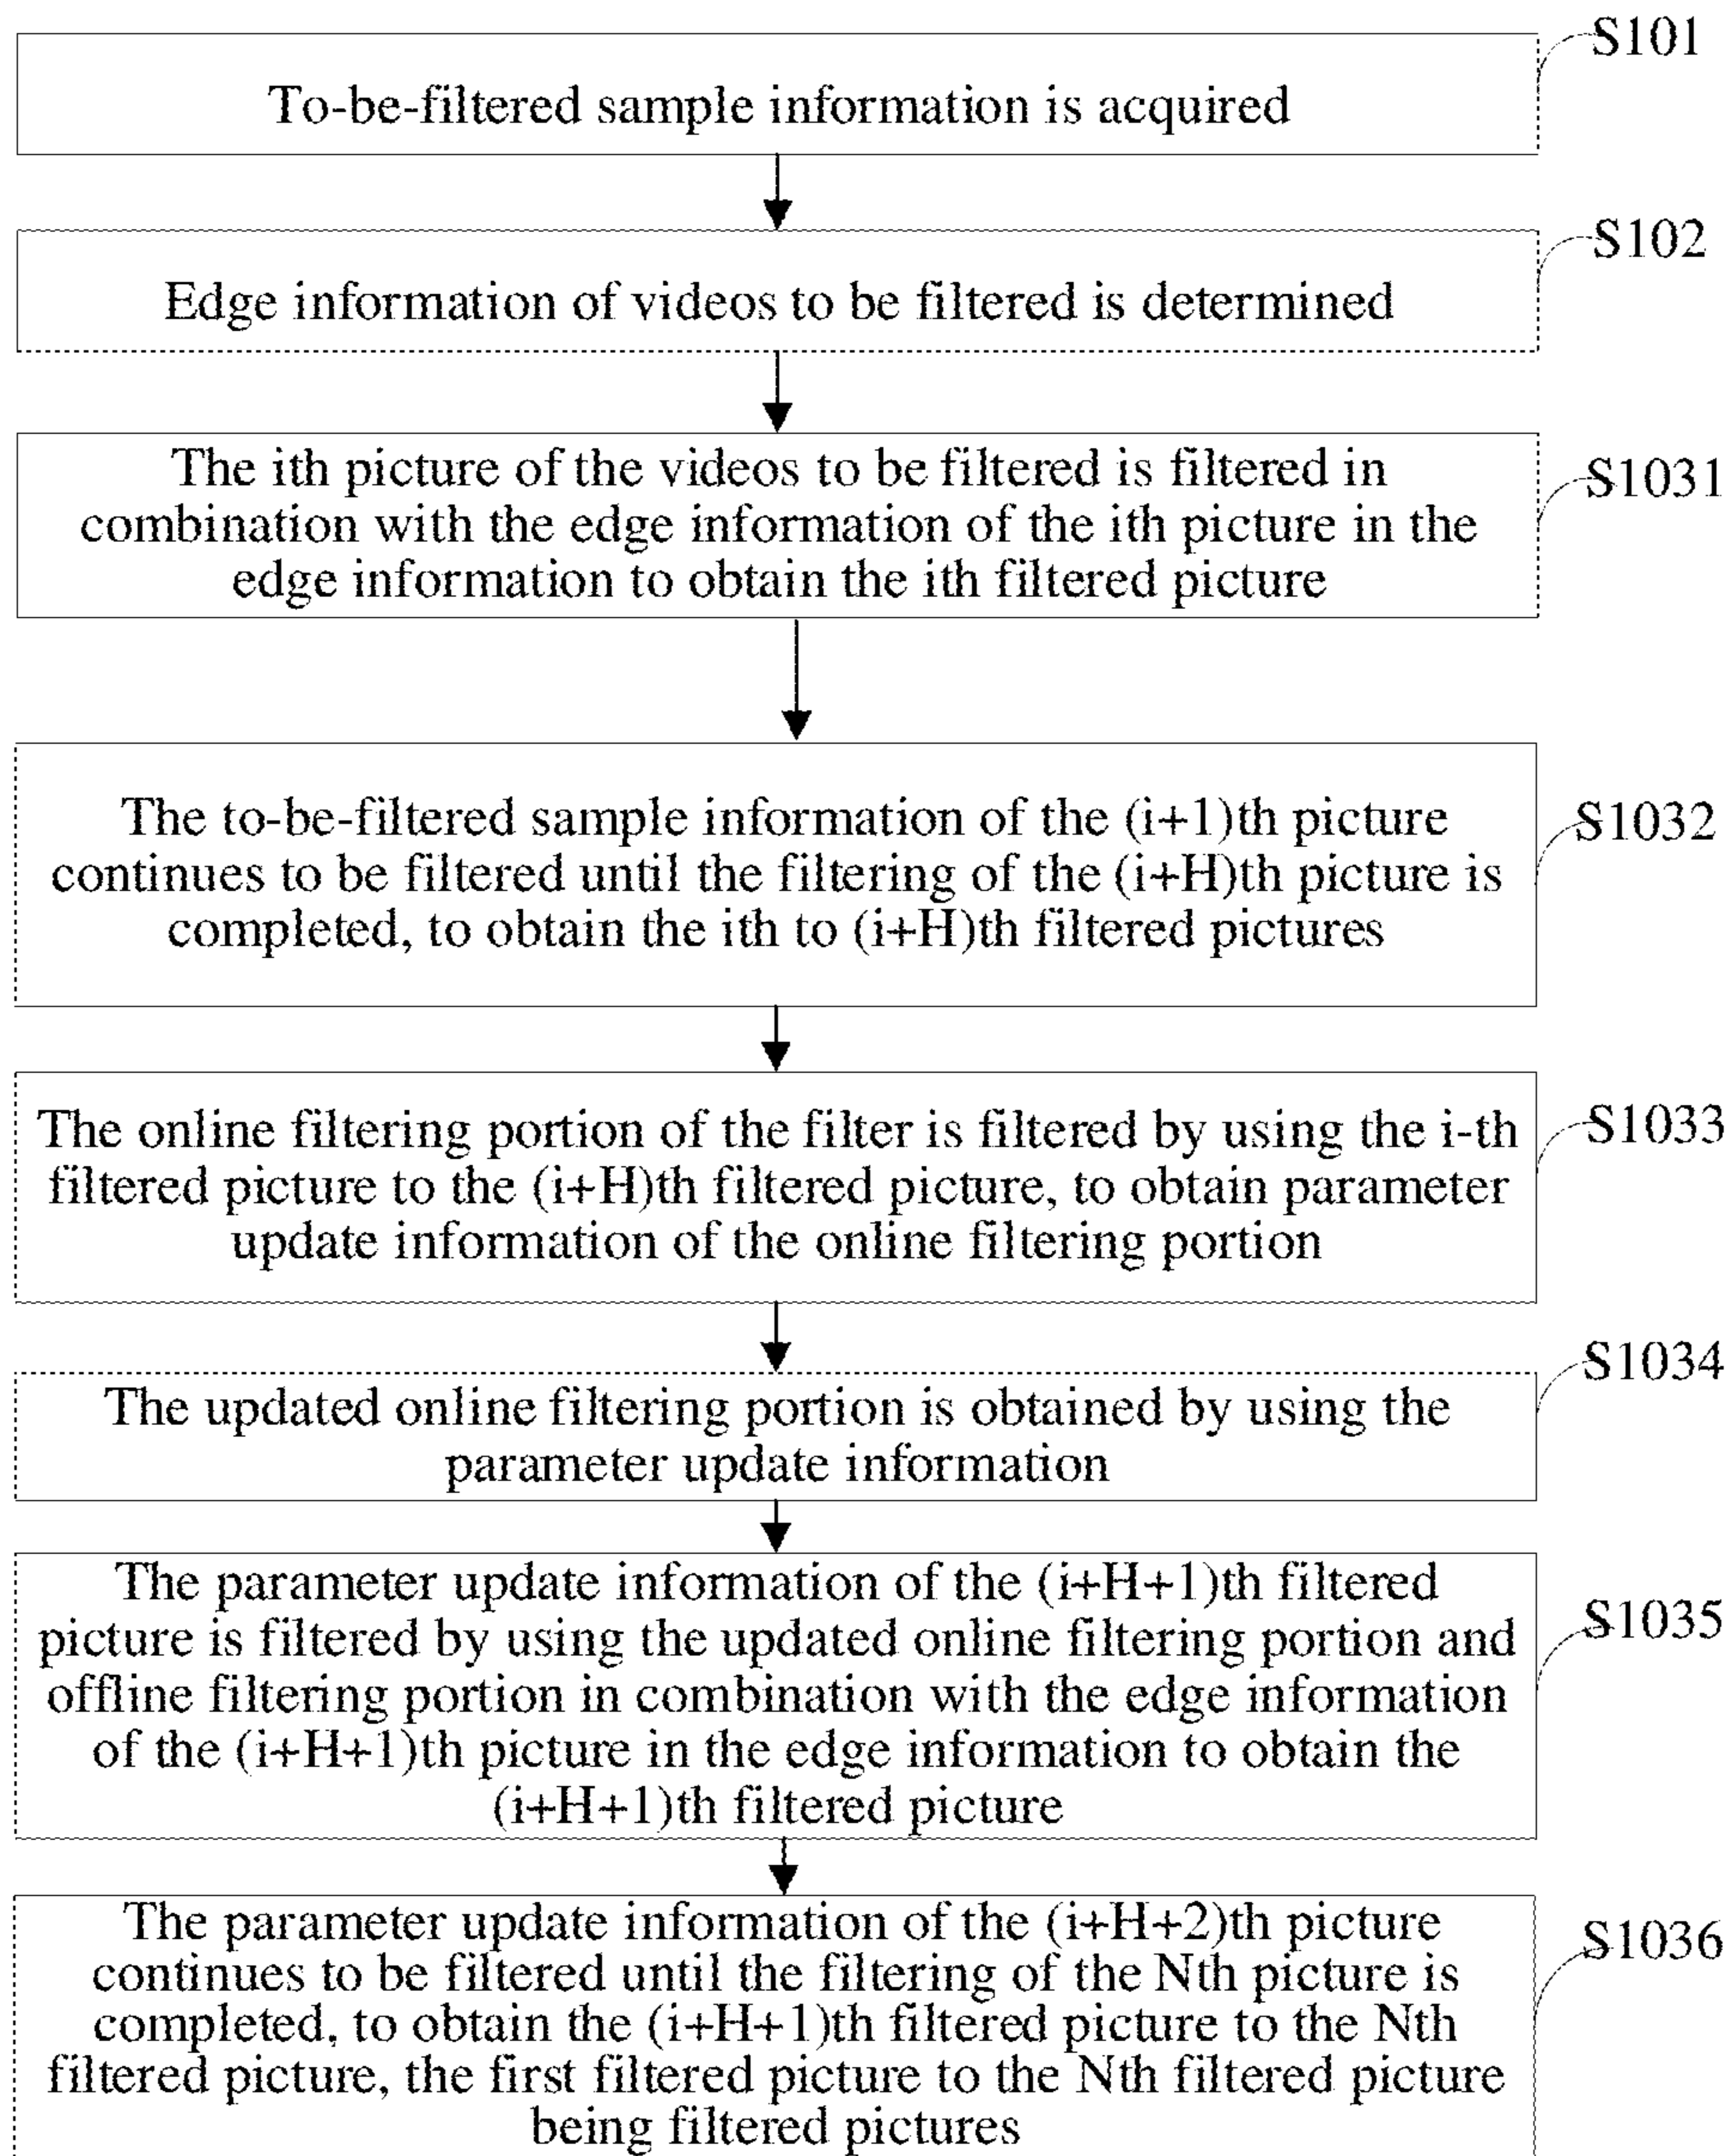 S101
To-be-filtered sample information is acquired
S102
Edge information of videos to be filtered is determined
The ith picture of the videos to be filtered is filtered in
combination with the edge information of the ith picture in the
edge information to obtain the ith filtered picture
S1031
The to-be-filtered sample information of the (i+1)th picture
continues to be filtered until the filtering of the (i+H)th picture is
completed, to obtain the ith to (i+H)th filtered pictures
S1032
The online filtering portion of the filter is filtered by using the i-th
filtered picture to the (i+H)th filtered picture, to obtain parameter
update information of the online filtering portion
S1033
S1034
The updated online filtering portion is obtained by using the
parameter update information
The parameter update information of the (i+H+1)th filtered
picture is filtered by using the updated online filtering portion and
offline filtering portion in combination with the edge information
of the (i+H+1)th picture in the edge information to obtain the
(i+H+1)th filtered picture
S1035
The parameter update information of the (i+H+2)th picture
continues to be filtered until the filtering of the Nth picture is
completed, to obtain the (i+H+1)th filtered picture to the Nth
filtered picture, the first filtered picture to the Nth filtered picture
being filtered pictures
S1036